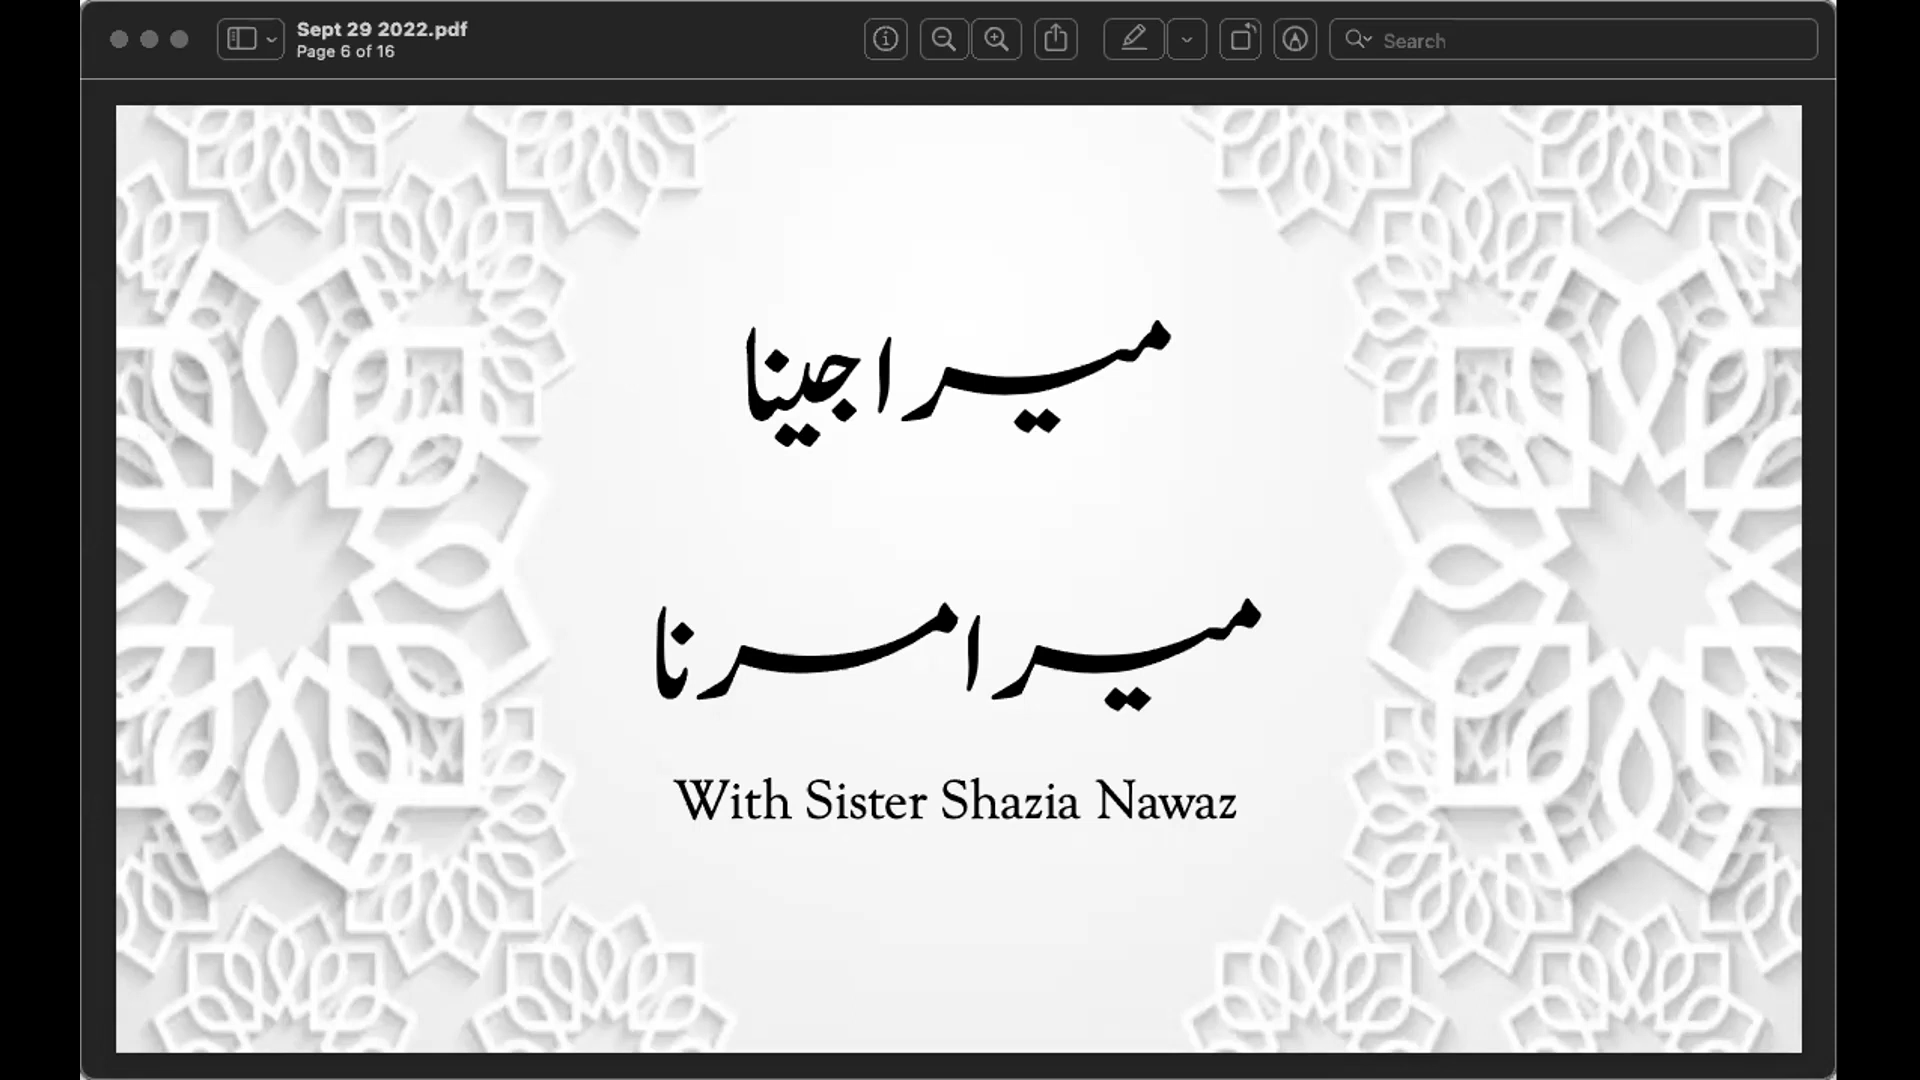 Sept 29 2022.pdf
Page 6 of 16
Search
میرا جینا
میرا مرنا
With Sister Shazia Nawaz